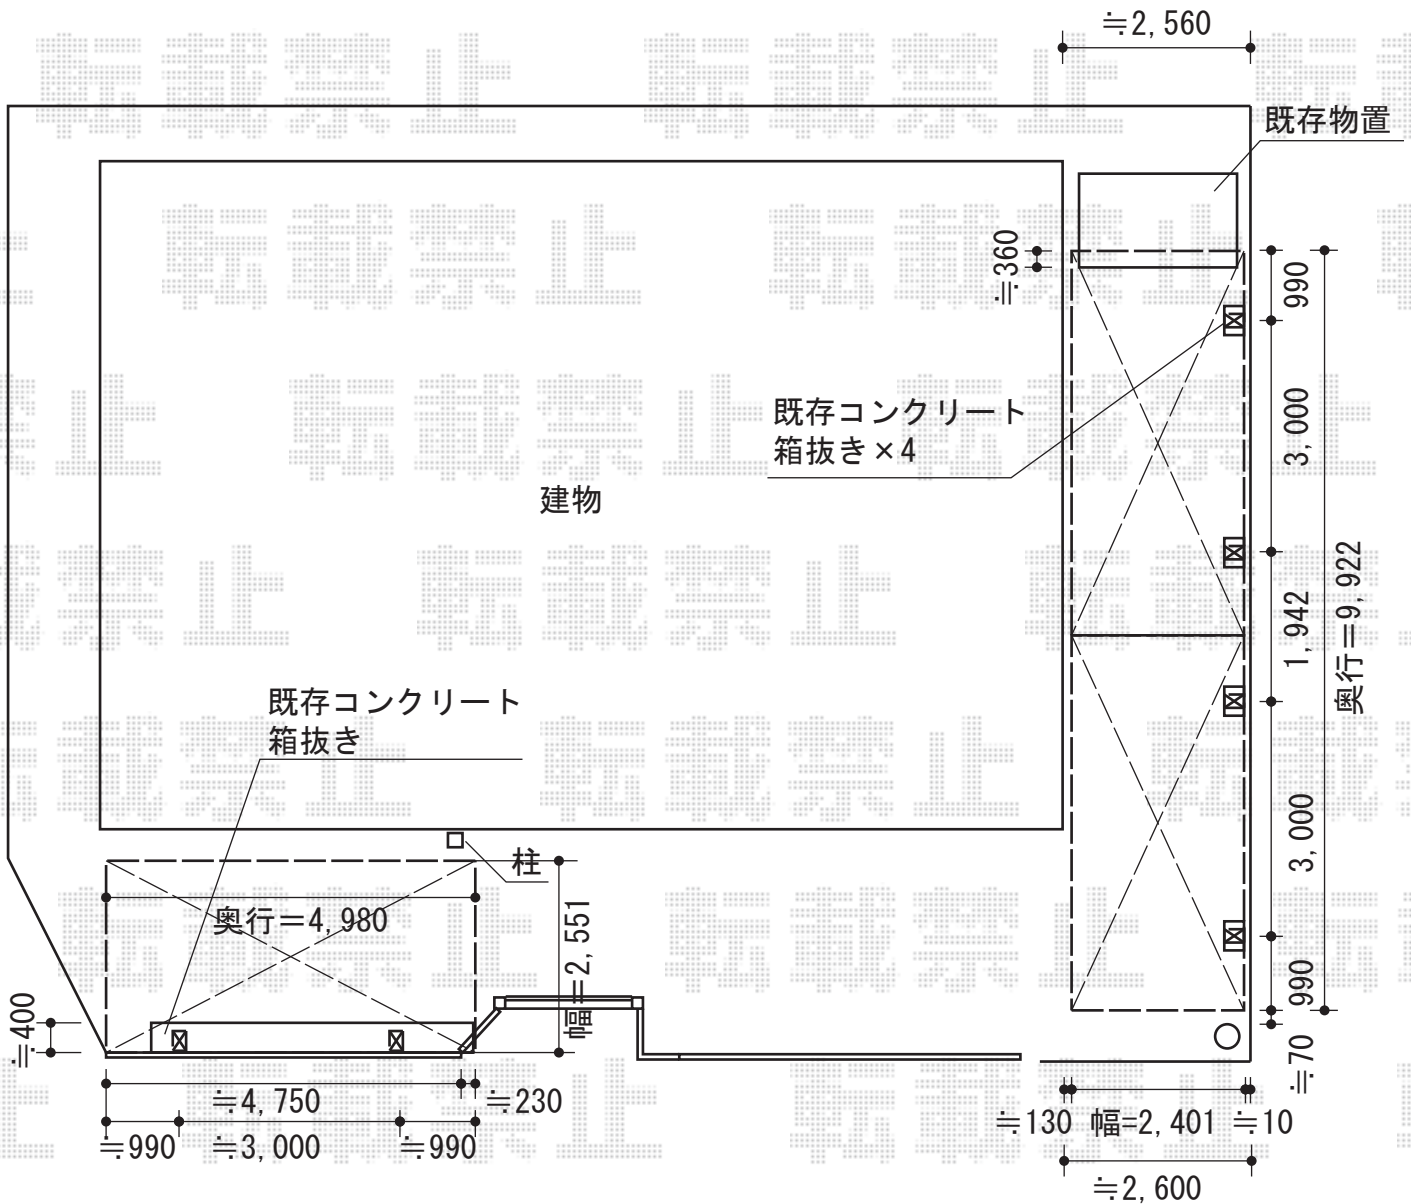 ≒2,560
既存物置
≒360
990
既存コンクリート
箱抜き×4
3,000
建物
1,942
奥行＝9,922
既存コンクリート
箱抜き
柱
3,000
奥行＝4,980
幅＝2,551
990
≒400
≒70
≒4,750
≒230
≒130
幅=2,401
≒10
≒990
≒3,000
≒990
≒2,600
転載禁止